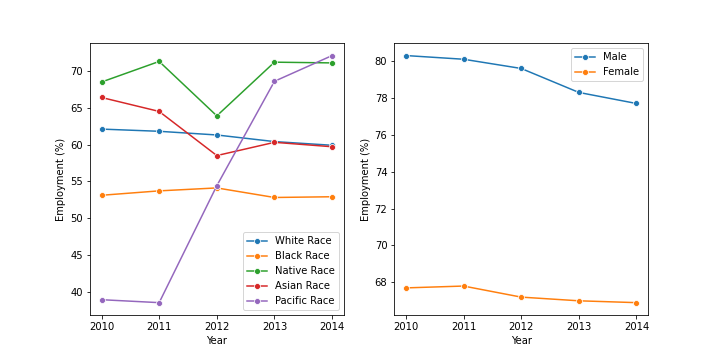 70
65
60
55
50
45
40
Employment (%)
2010 2011 2012 2013 2014
Year
White Race
Black Race
Native Race
Asian Race
Pacific Race
80
78
76
74
72
70
68
Employment (%)
2010 2011 2012 2013 2014
Year
Male
Female